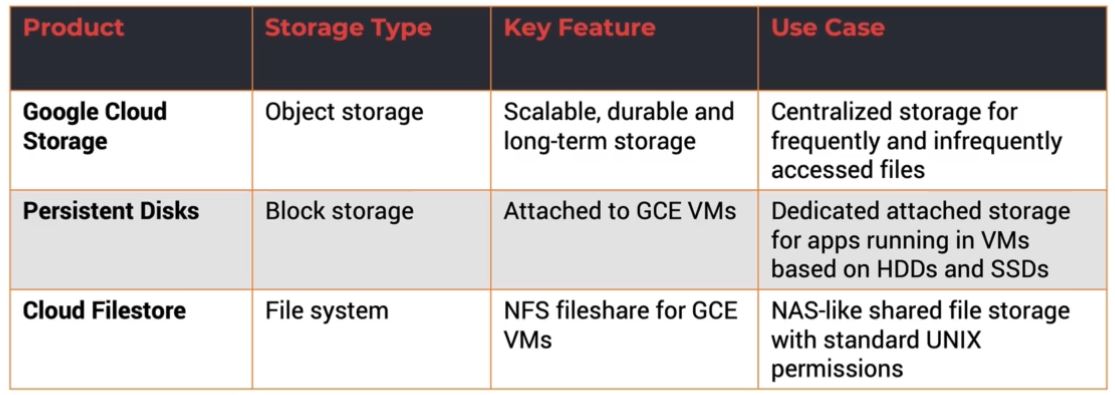 Product Storage Type Key Feature Use Case
Google Cloud Storage
Object storage
Scalable, durable and
long-term storage
Centralized storage for
frequently and infrequently
accessed files
Persistent Disks
Block storage
Attached to GCE VMs
Dedicated attached storage
for apps running in VMs
based on HDDs and SSDs
Cloud Filestore
File system
NFS fileshare for GCE
VMs
NAS-like shared file storage
with standard UNIX
permissions